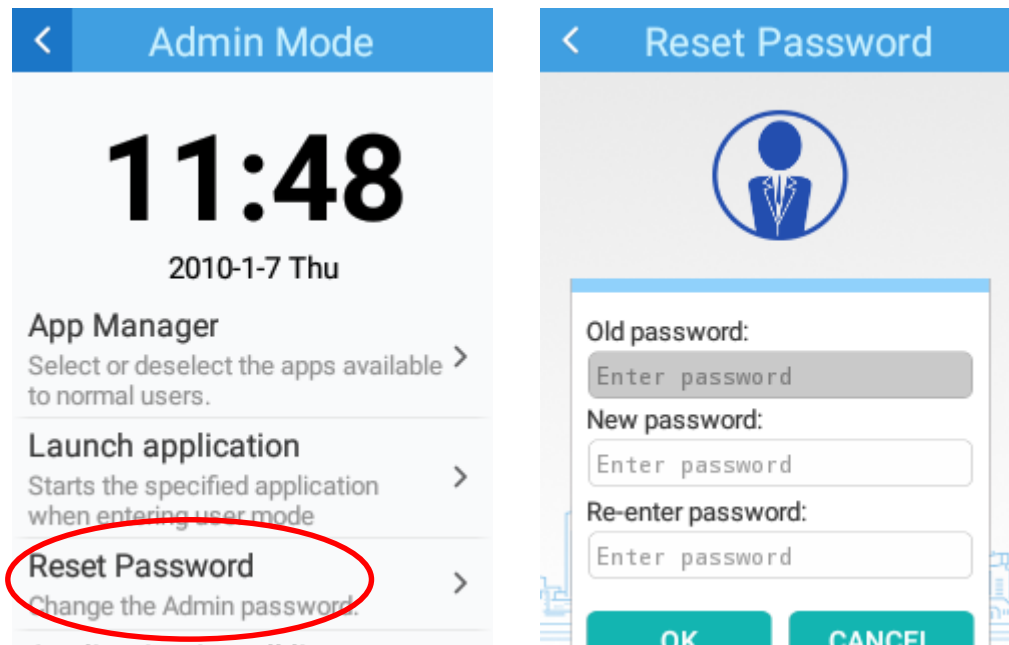 Admin Mode
11:48
2010-1-7 Thu
App Manager
Select or deselect the apps available
to normal users.
Launch application
Starts the specified application
when entering user mode
Reset Password
Change the Admin password.
Reset Password
Old password:
Enter password
New password:
Enter password
Re-enter password:
Enter password
OK
CANCEL